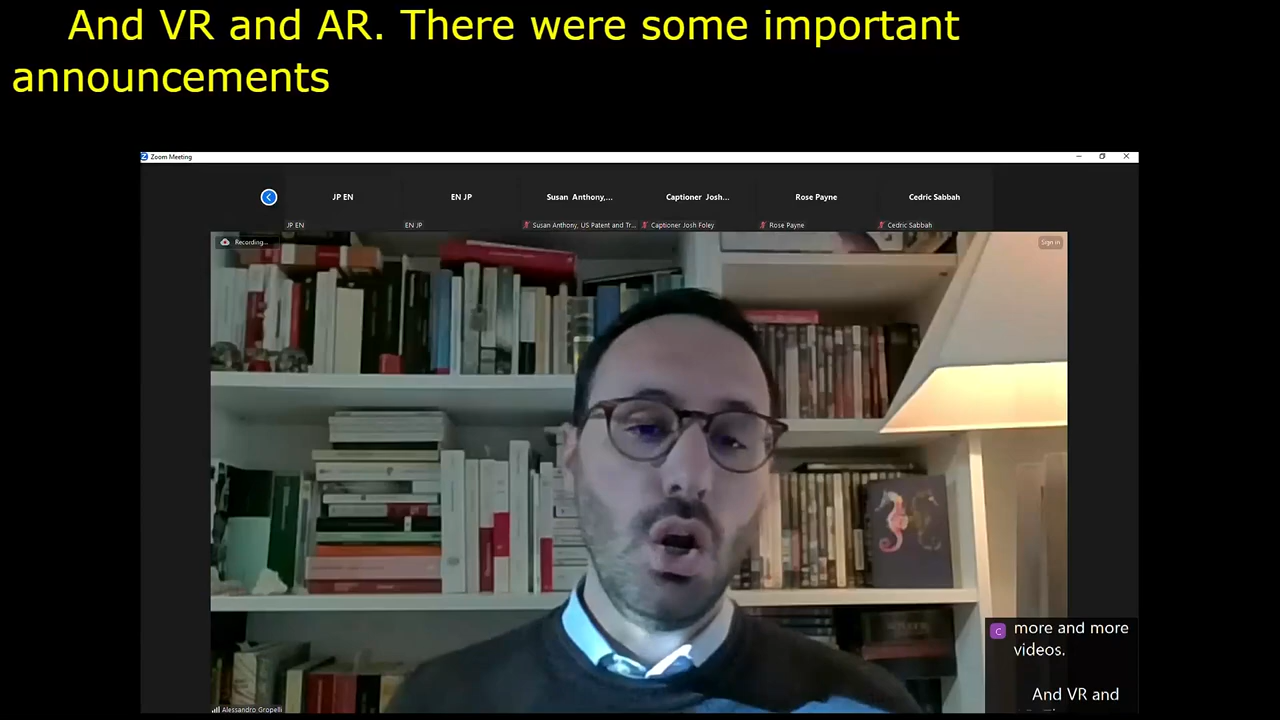 And VR and AR. There were some important
announcements
Zoom Meeting
JP EN
EN JP
Susan Anthony,...
Captioner Josh...
Rose Payne
Cedric Sabbah
JP EN
EN JP
Susan Anthony, US Patent and Tr...
Captioner Josh Foley
Rose Payne
Cedric Sabbah
Recording...
Sign in
C
more and more
videos.
And VR and
Alessandro Gropelli